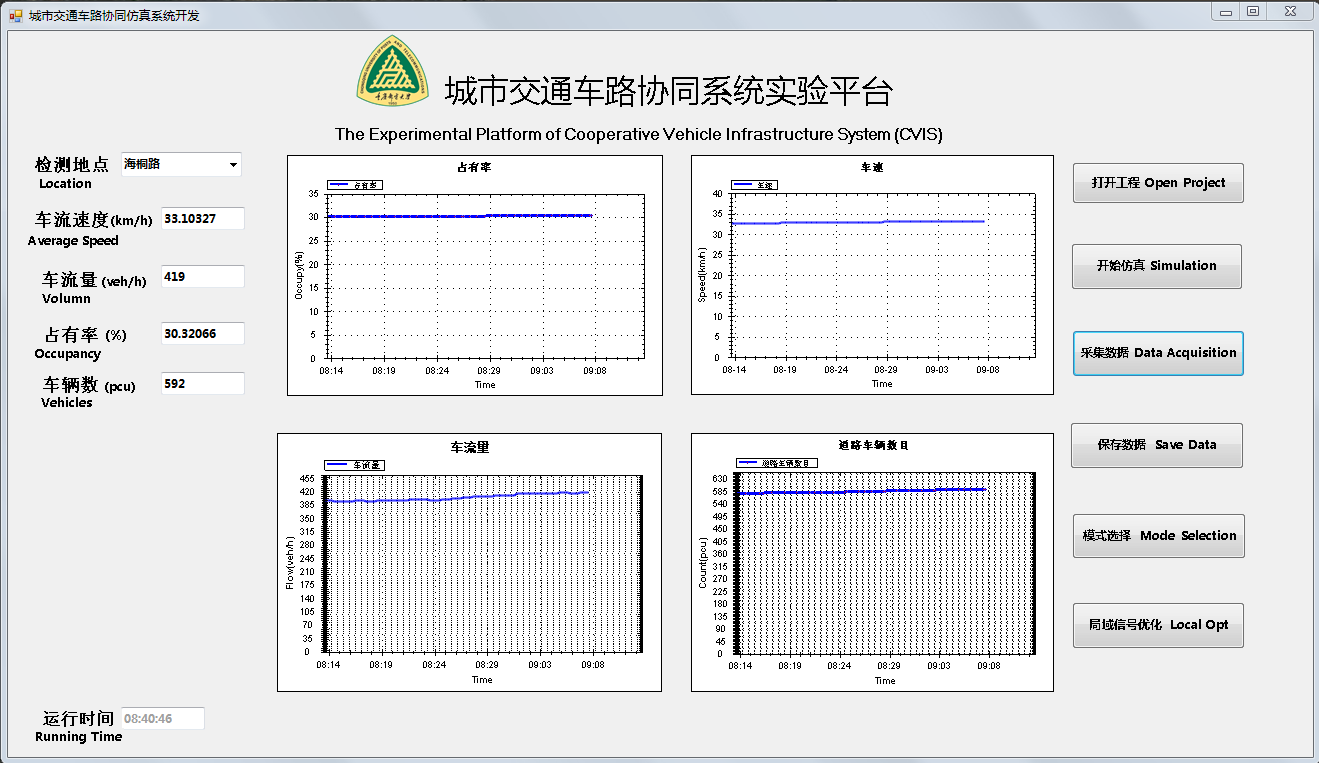 城市交通车路协同仿真系统开发
城市交通车路协同系统实验平台
The Experimental Platform of Cooperative Vehicle Infrastructure System (CVIS)
检测地点 海桐路
Location
车流速度(km/h) 33.10327
Average Speed
车流量 (veh/h) 419
Volumn
占有率 (%) 30.32066
Occupancy
车辆数 (pcu) 592
Vehicles
运行时间 08:40:46
Running Time
占有率
占有率
35
30
25
20
15
10
5
0
Occupy(%)
08:14 08:19 08:24 08:29 09:03 09:08
Time
车速
车速
40
35
30
25
20
15
10
5
0
Speed(km/h)
08-14 08-19 08-24 08-29 09-03 09-08
Time
车流量
车流量
455
420
385
350
315
280
245
210
175
140
105
70
35
0
Flow(veh/h)
08:14 08:19 08:24 08:29 09:03 09:08
Time
道路车辆数目
道路车辆数目
630
585
540
495
450
405
360
315
270
225
180
135
90
45
0
Count(pcu)
08:14 08:19 08:24 08:29 09:03 09:08
Time
打开工程 Open Project
开始仿真 Simulation
采集数据 Data Acquisition
保存数据 Save Data
模式选择 Mode Selection
局域信号优化 Local Opt